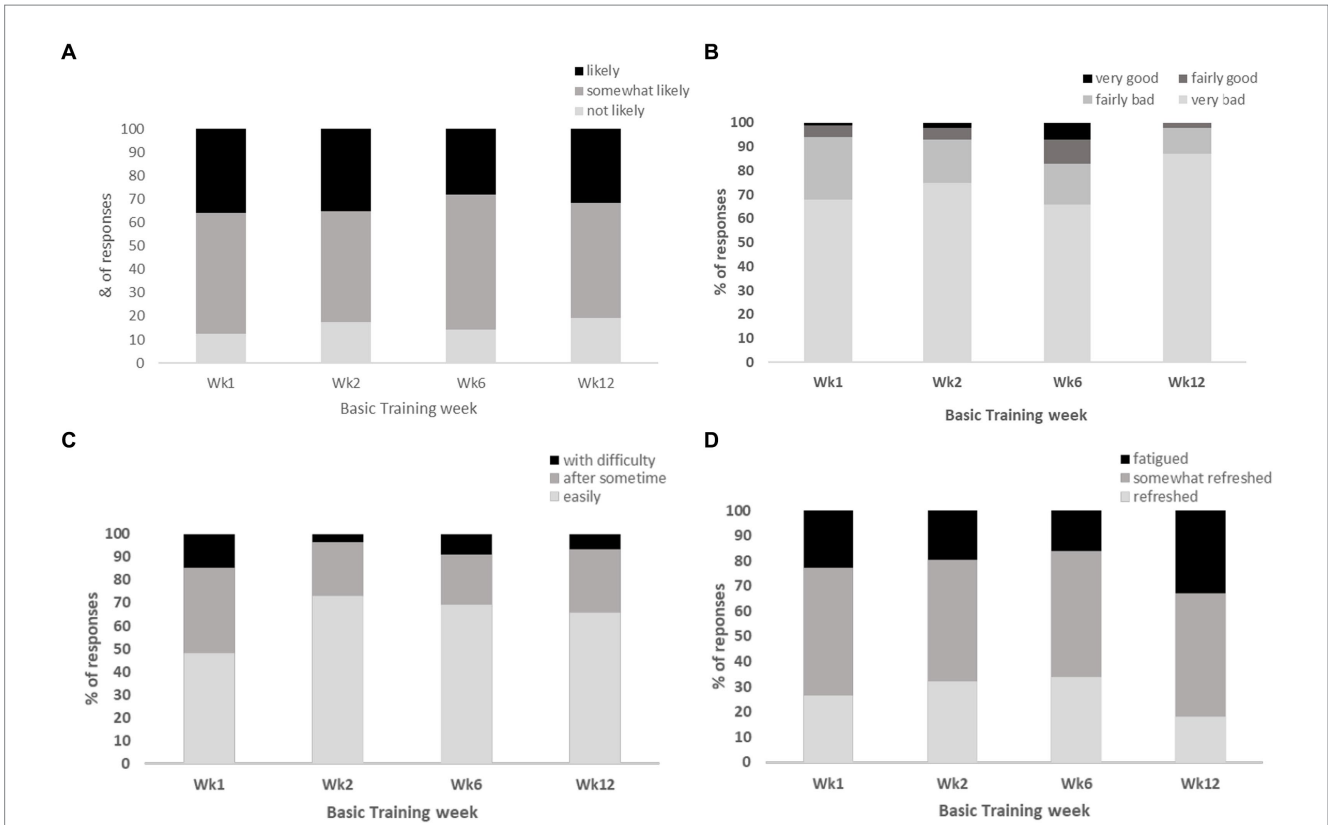 A
likely
somewhat likely
not likely
100
90
80
70
60
50
40
30
20
10
0
& of responses
Wk1 Wk2 Wk6 Wk12
Basic Training week
B
very good fairly good
fairly bad very bad
100
90
80
70
60
50
40
30
20
10
0
% of responses
Wk1 Wk2 Wk6 Wk12
Basic Training week
C
with difficulty
after sometime
easily
100
90
80
70
60
50
40
30
20
10
0
% of responses
Wk1 Wk2 Wk6 Wk12
Basic Training week
D
fatigued
somewhat refreshed
refreshed
100
90
80
70
60
50
40
30
20
10
0
% of reponses
Wk1 Wk2 Wk6 Wk12
Basic Training week